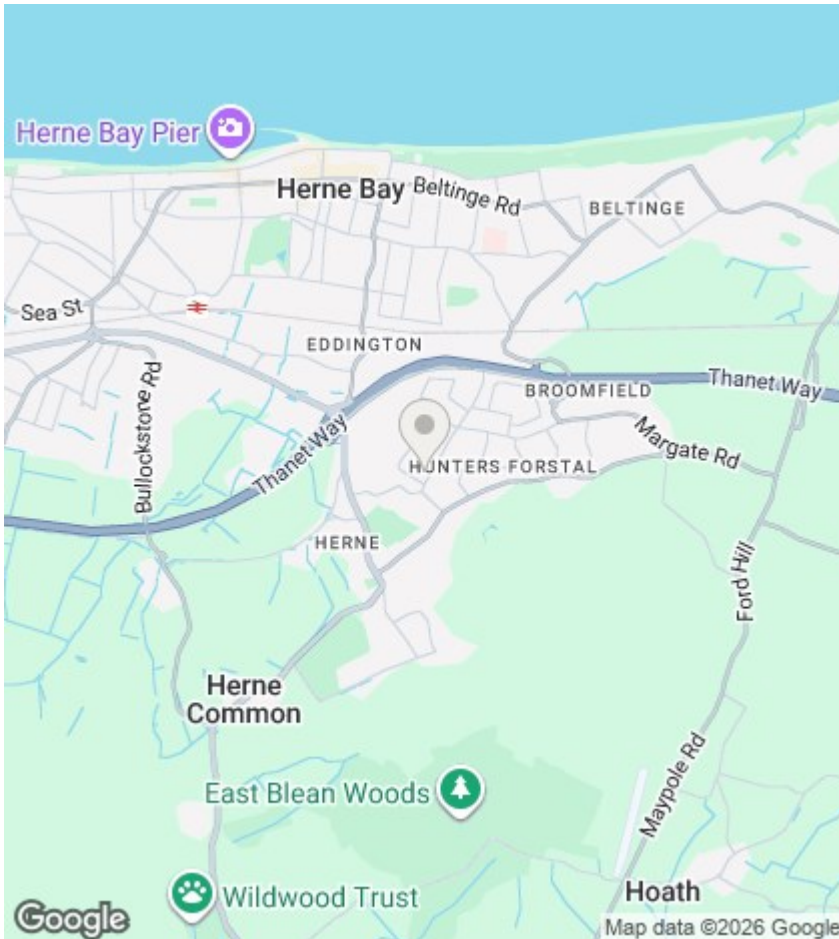 Herne Bay Pier
Herne Bay
Beltinge Rd
BELTINGE
Sea St
EDDINGTON
Bullockstone Rd
Thanet Way
BROOMFIELD
Thanet Way
Margate Rd
HUNTERS FORSTAL
HERNE
Ford Hill
Herne
Common
East Blean Woods
Maypole Rd
Wildwood Trust
Hoath
Google
Map data ©2026 Google